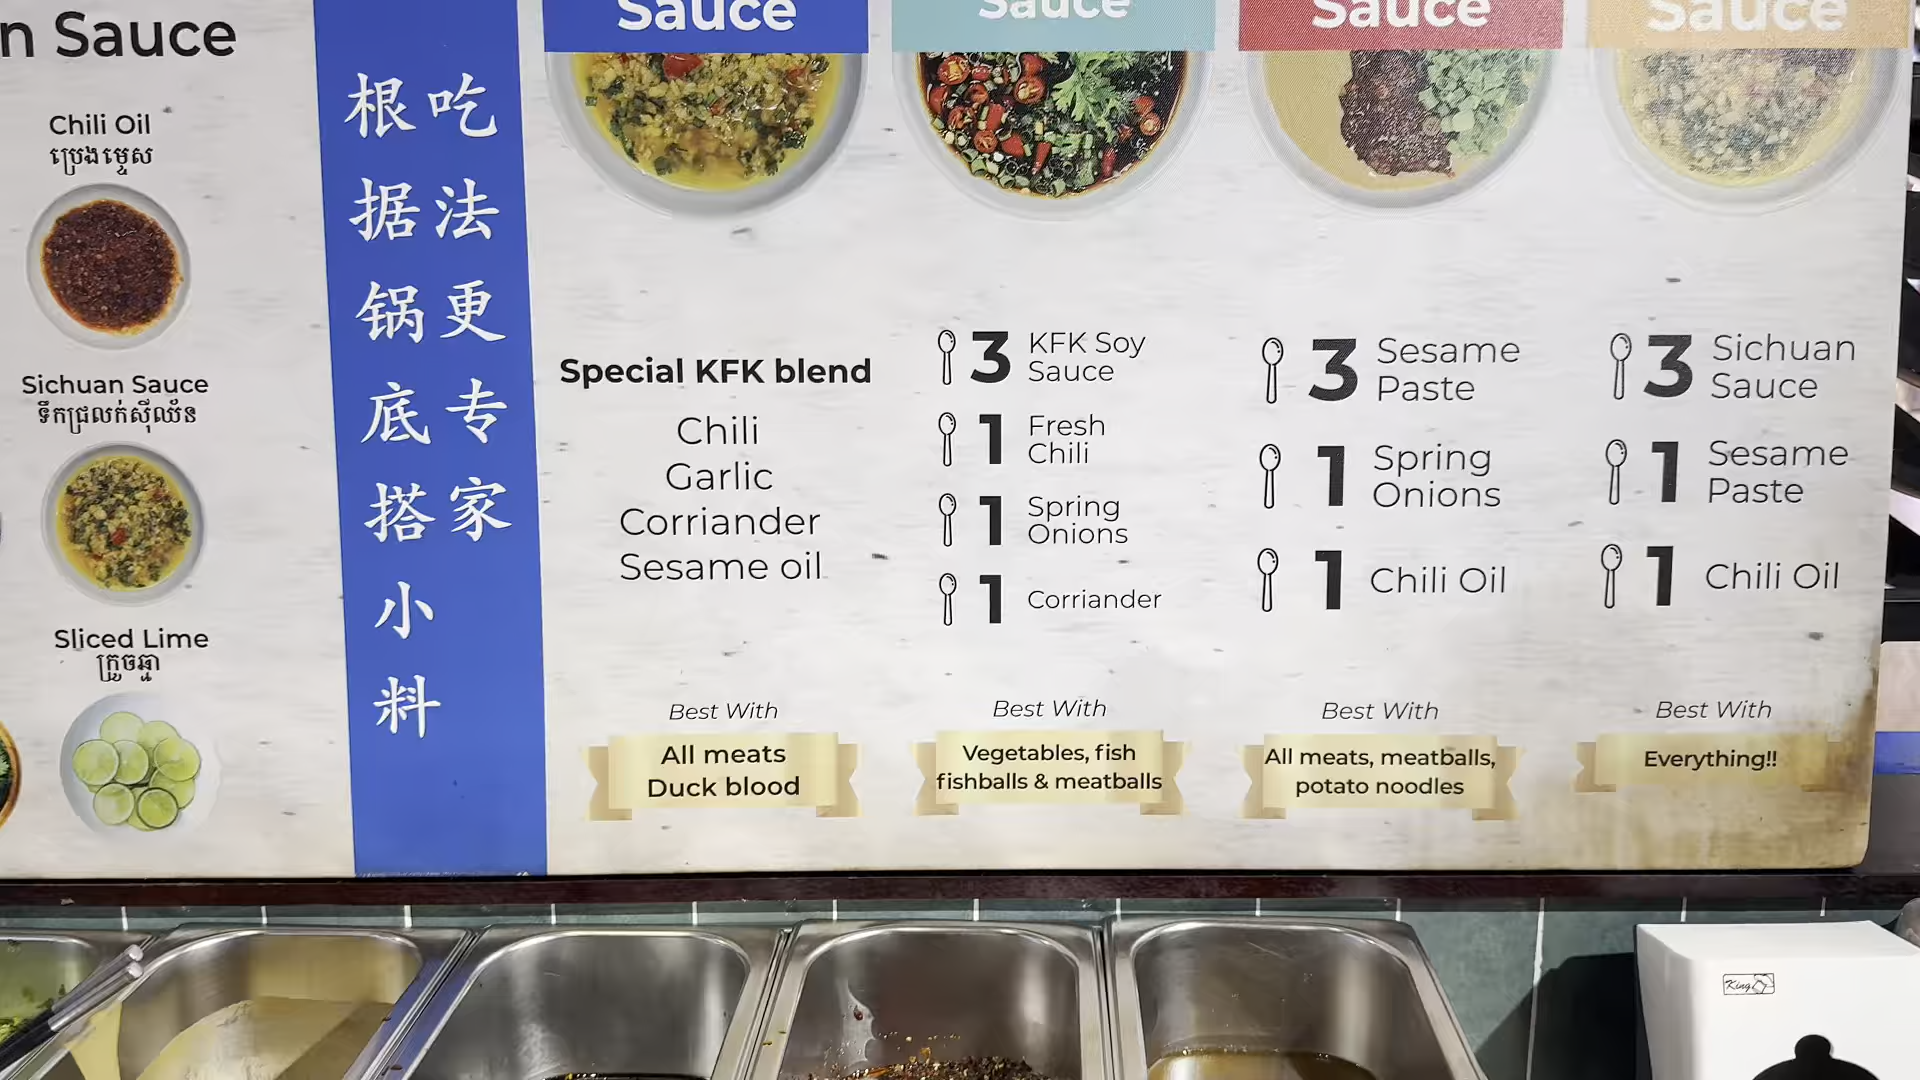 n Sauce
Chili Oil
ប្រេងម្ទេស
Sichuan Sauce
ទឹកជ្រលក់ស៊ីឈ័ន
Sliced Lime
ក្រូចឆ្មា
吃法更专家
根据锅底搭小料
Sauce
Special KFK blend
Chili
Garlic
Corriander
Sesame oil
Best With
All meats
Duck blood
Sauce
3 KFK Soy
Sauce
1 Fresh
Chili
1 Spring
Onions
1 Corriander
Best With
Vegetables, fish
fishballs & meatballs
Sauce
3 Sesame
Paste
1 Spring
Onions
1 Chili Oil
Best With
All meats, meatballs,
potato noodles
Sauce
3 Sichuan
Sauce
1 Sesame
Paste
1 Chili Oil
Best With
Everything!!
King